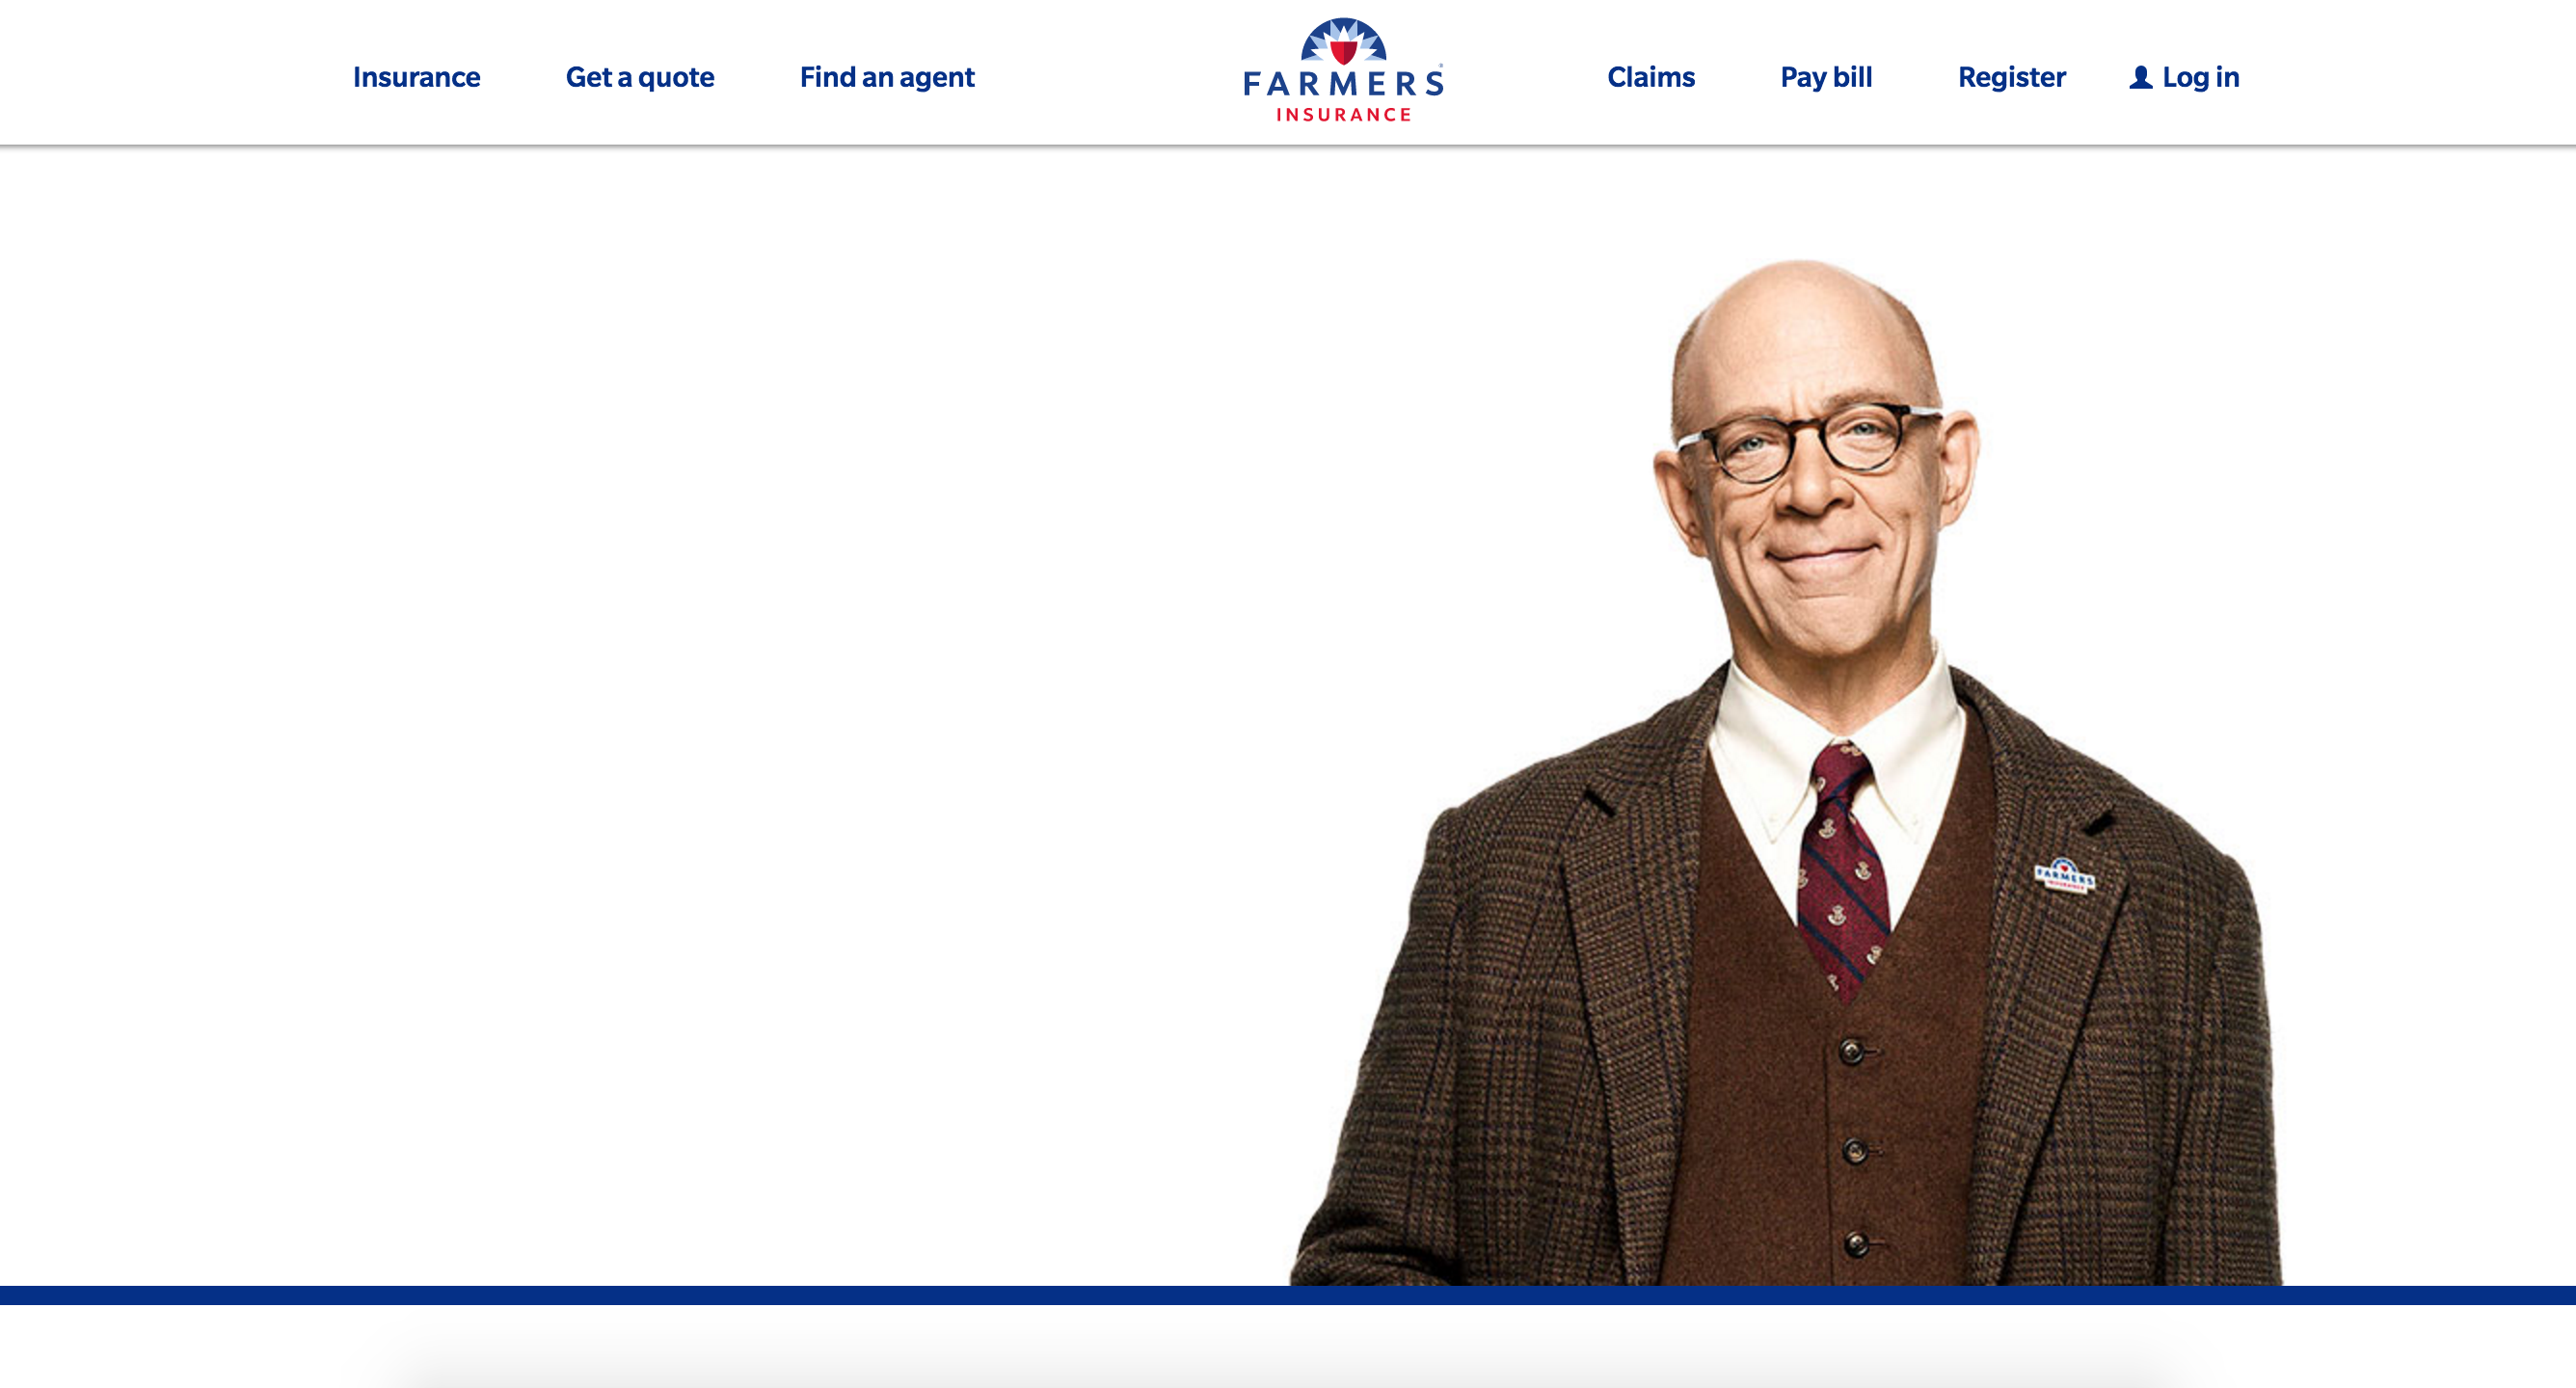 Insurance
Get a quote
Find an agent
FARMERS
INSURANCE
Claims
Pay bill
Register
Log in
FARMERS
INSURANCE